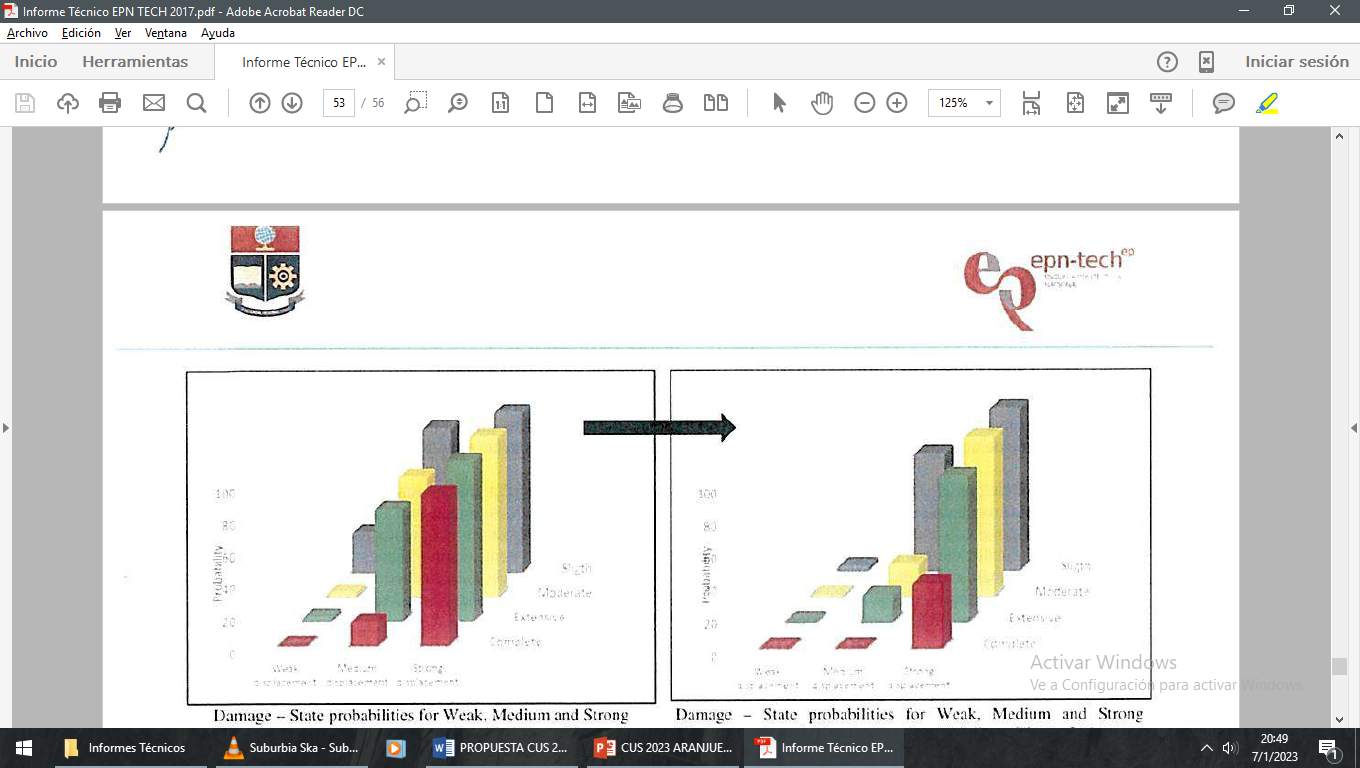 Informe Técnico EPN TECH 2017.pdf - Adobe Acrobat Reader DC
Archivo Edición Ver Ventana Ayuda
Inicio Herramientas Informe Técnico EP... × Iniciar sesión
53 / 56 125%
epn-tech ep
100
80
60
40
20
0
Probability
Sligth
Moderate
Extensive
Complete
Weak displacement
Medium displacement
Strong displacement
Damage – State probabilities for Weak, Medium and Strong
100
80
60
40
20
0
Probability
Sligth
Moderate
Extensive
Complete
Weak displacement
Medium displacement
Strong displacement
Damage – State probabilities for Weak, Medium and Strong
Activar Windows
Ve a Configuración para activar Windows.
Informes Técnicos
Suburbia Ska - Sub...
PROPUESTA CUS 2...
CUS 2023 ARANJUE...
Informe Técnico EP...
20:49
7/1/2023
1